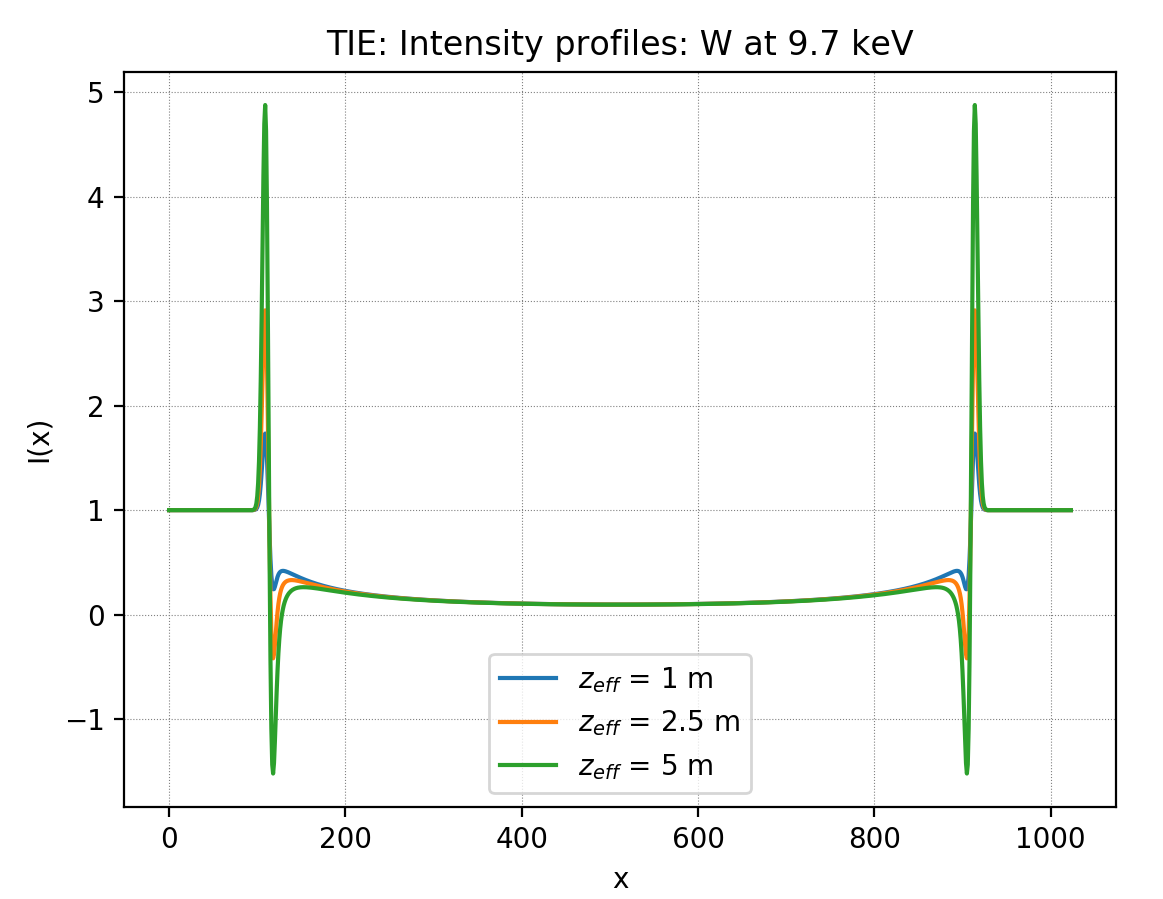 TIE: Intensity profiles: W at 9.7 keV
5
4
3
2
1
0
−1
I(x)
z_eff = 1 m
z_eff = 2.5 m
z_eff = 5 m
0 200 400 600 800 1000
x